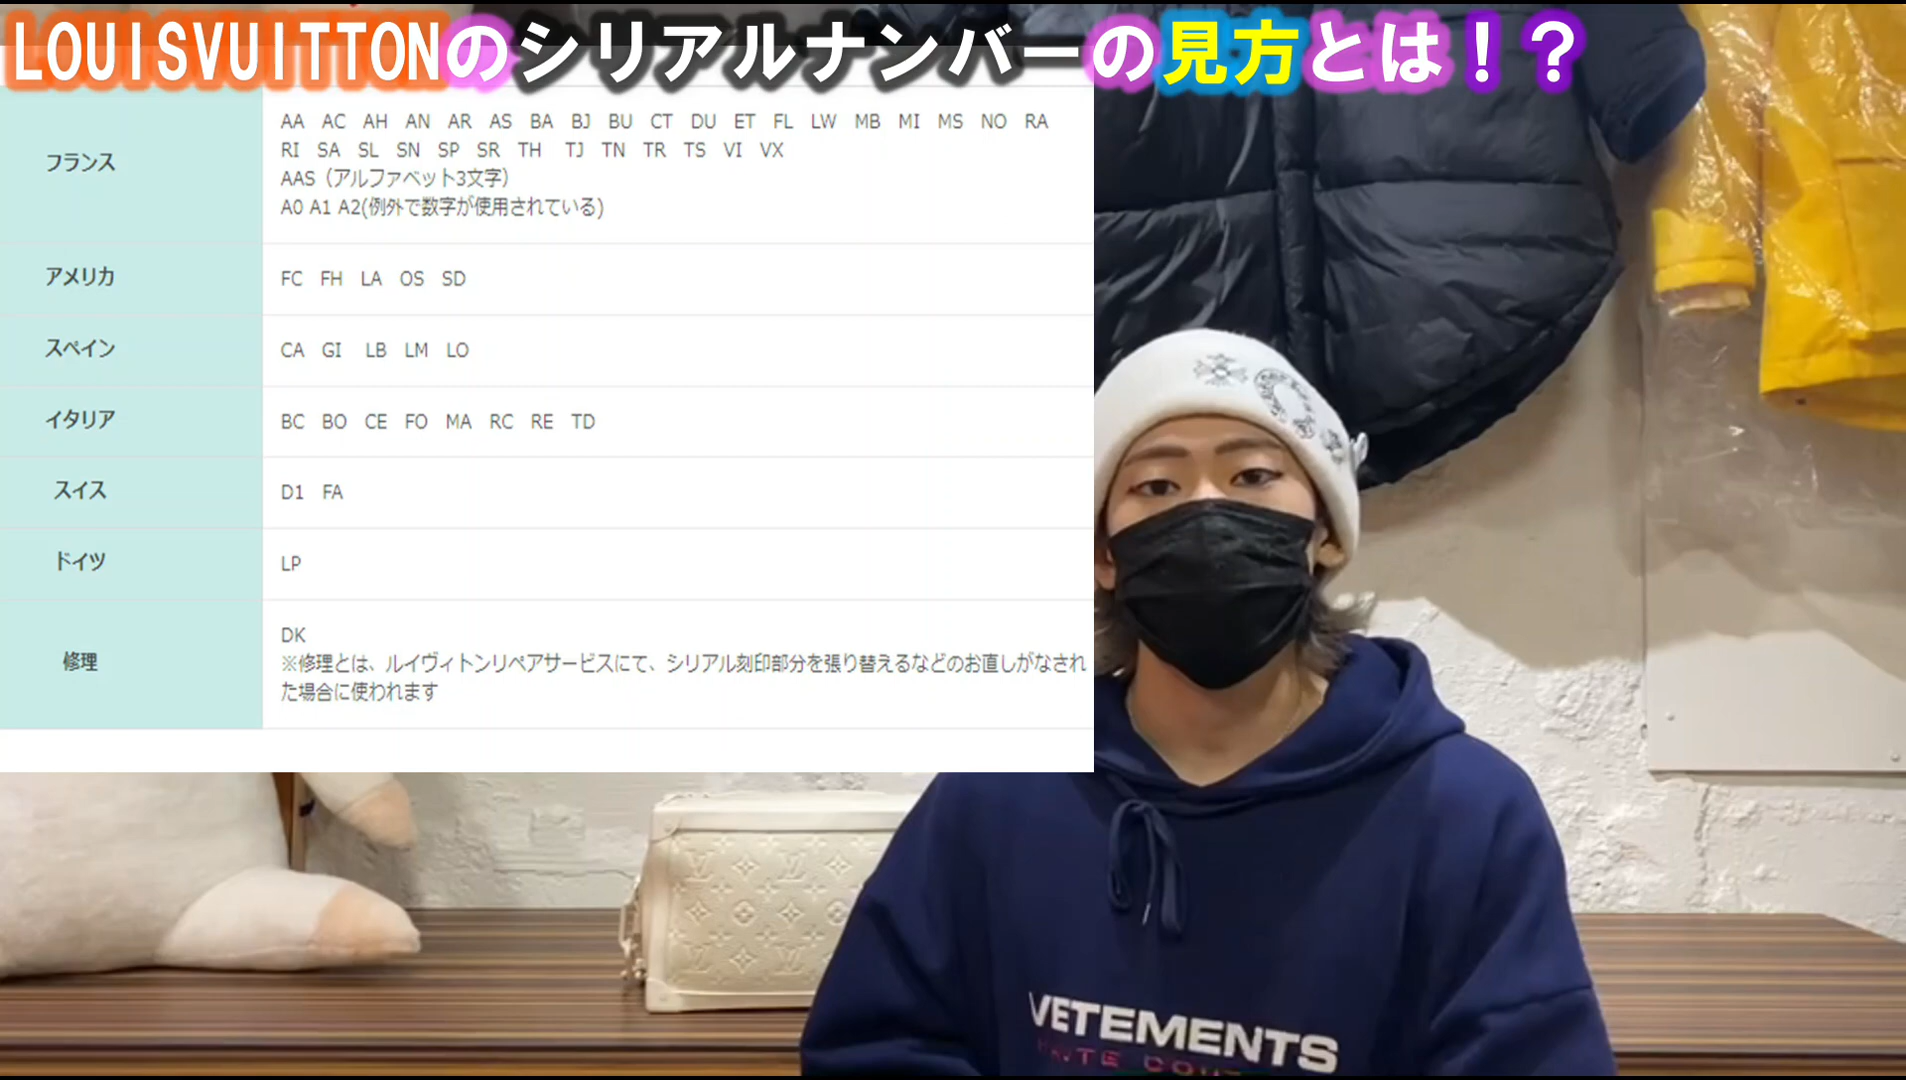 LOUISVUITTONのシリアルナンバーの見方とは！？
フランス
AA AC AH AN AR AS BA BJ BU CT DU ET FL LW MB MI MS NO RA
RI SA SL SN SP SR TH TJ TN TR TS VI VX
AAS（アルファベット3文字）
A0 A1 A2(例外で数字が使用されている)
アメリカ
FC FH LA OS SD
スペイン
CA GI LB LM LO
イタリア
BC BO CE FO MA RC RE TD
スイス
D1 FA
ドイツ
LP
修理
DK
※修理とは、ルイヴィトンリペアサービスにて、シリアル刻印部分を張り替えるなどのお直しがなされ
た場合に使われます
VETEMENTS